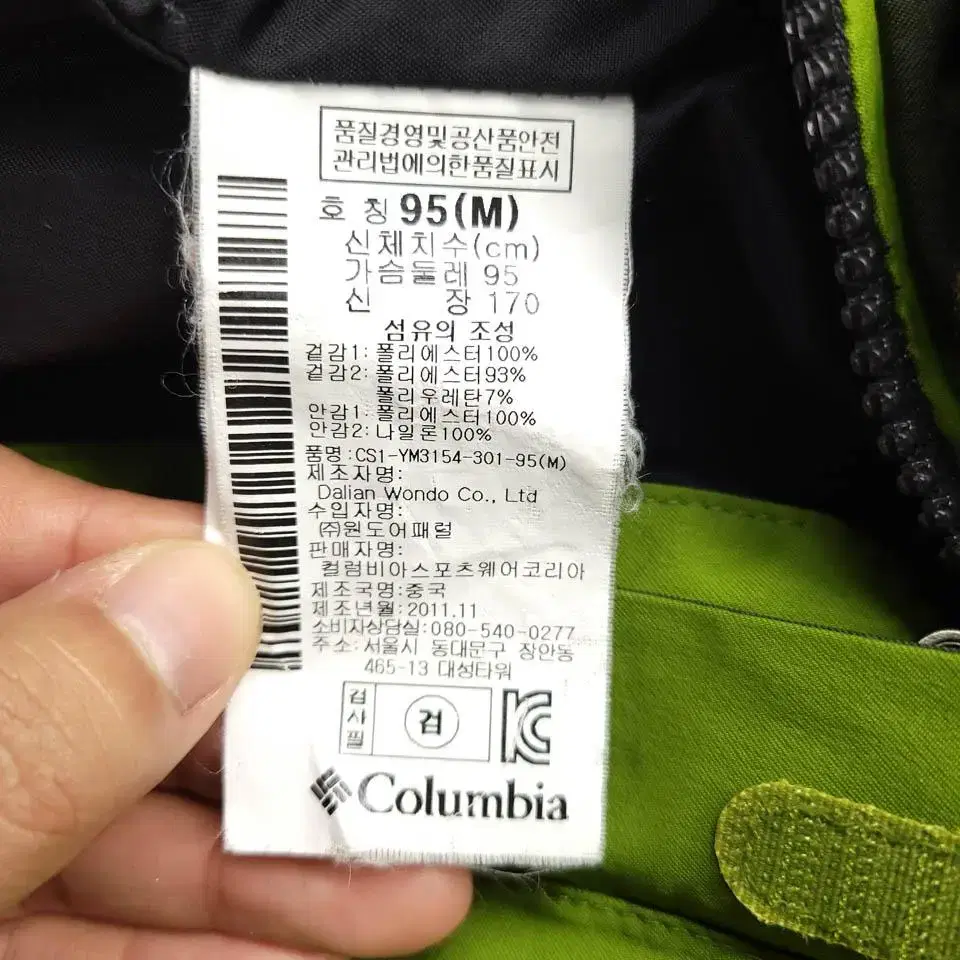 품질경영및공산품안전
관리법에의한품질표시
호 칭 95(M)
신체치수(cm)
가슴둘레 95
신 장 170
섬유의 조성
겉감1: 폴리에스터100%
겉감2: 폴리에스터93%
폴리우레탄7%
안감1: 폴리에스터100%
안감2: 나일론100%
품명:CS1-YM3154-301-95(M)
제조자명:
Dalian Wondo Co., Ltd
수입자명:
㈜원도어패럴
판매자명:
컬럼비아스포츠웨어코리아
제조국명:중국
제조년월:2011.11
소비자상담실:080-540-0277
주소:서울시 동대문구 장안동
465-13 대성타워
검사필
검
KC
Columbia